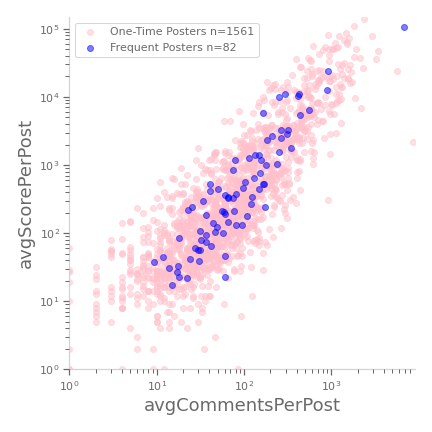 One-Time Posters n=1561
Frequent Posters n=82
avgScorePerPost
10⁵
10⁴
10³
10²
10¹
10⁰
10⁰ 10¹ 10² 10³
avgCommentsPerPost